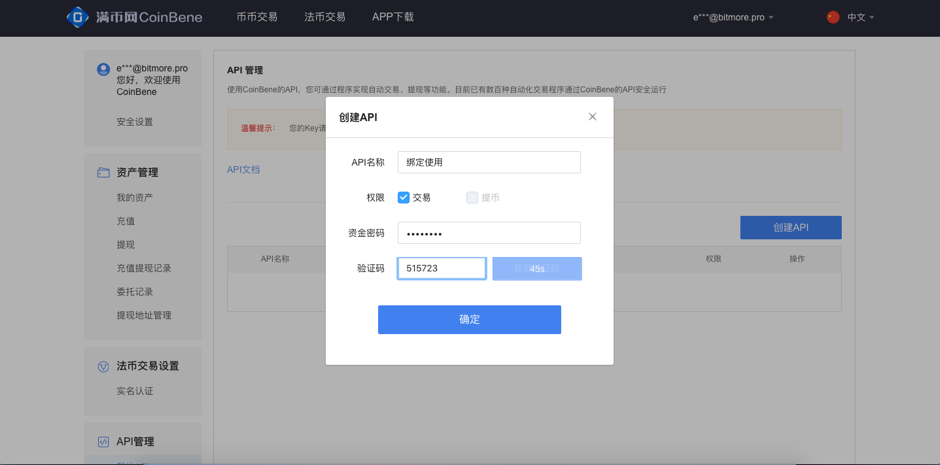 满币网CoinBene
币币交易 法币交易 APP下载 e***@bitmore.pro 中文
e***@bitmore.pro
您好，欢迎使用
CoinBene
安全设置
资产管理
我的资产
充值
提现
充值提现记录
委托记录
提现地址管理
法币交易设置
实名认证
API管理
API 管理
使用CoinBene的API，您可通过程序实现自动交易、提现等功能。目前已有数百种自动化交易程序通过CoinBene的API安全运行
温馨提示： 您的Key请
API文档
创建API
API名称 权限 操作
创建API
API名称 绑定使用
权限 交易 提币
资金密码 ••••••••
验证码 515723 45s
确定